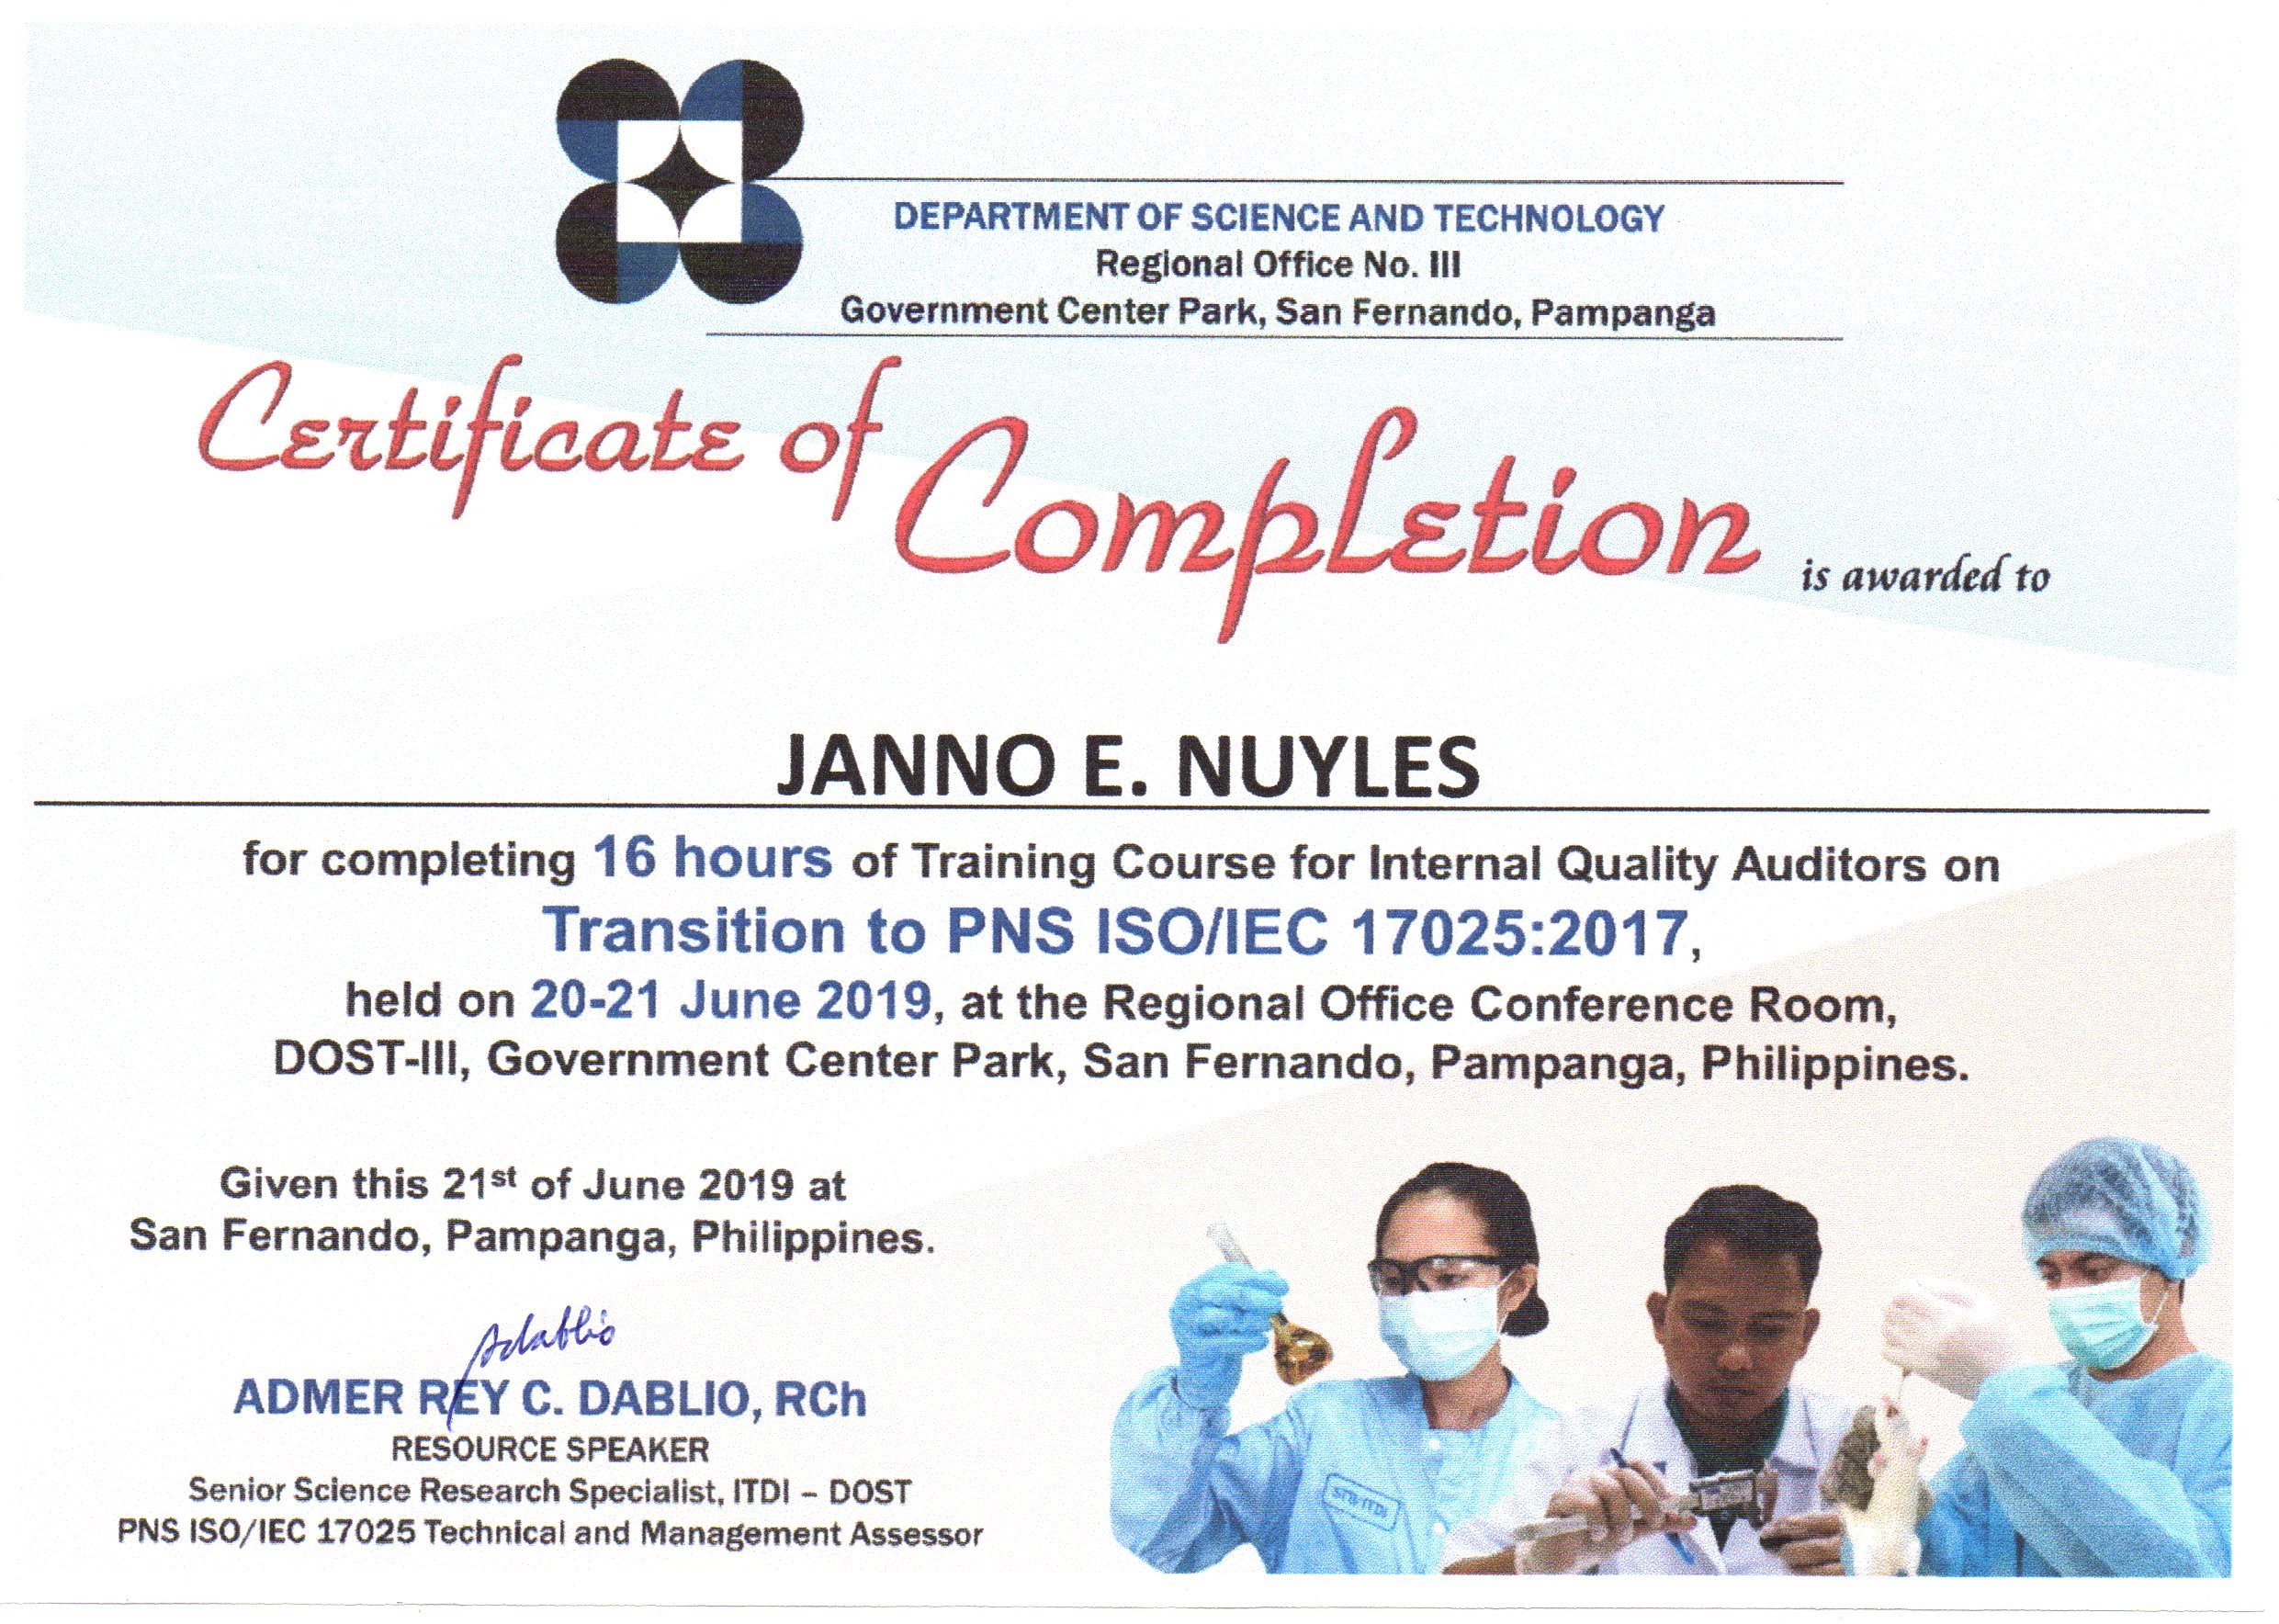 DEPARTMENT OF SCIENCE AND TECHNOLOGY
Regional Office No. III
Government Center Park, San Fernando, Pampanga
Certificate of Completion is awarded to
JANNO E. NUYLES
for completing 16 hours of Training Course for Internal Quality Auditors on
Transition to PNS ISO/IEC 17025:2017,
held on 20-21 June 2019, at the Regional Office Conference Room,
DOST-III, Government Center Park, San Fernando, Pampanga, Philippines.
Given this 21st of June 2019 at
San Fernando, Pampanga, Philippines.
Adablio
ADMER REY C. DABLIO, RCh
RESOURCE SPEAKER
Senior Science Research Specialist, ITDI – DOST
PNS ISO/IEC 17025 Technical and Management Assessor